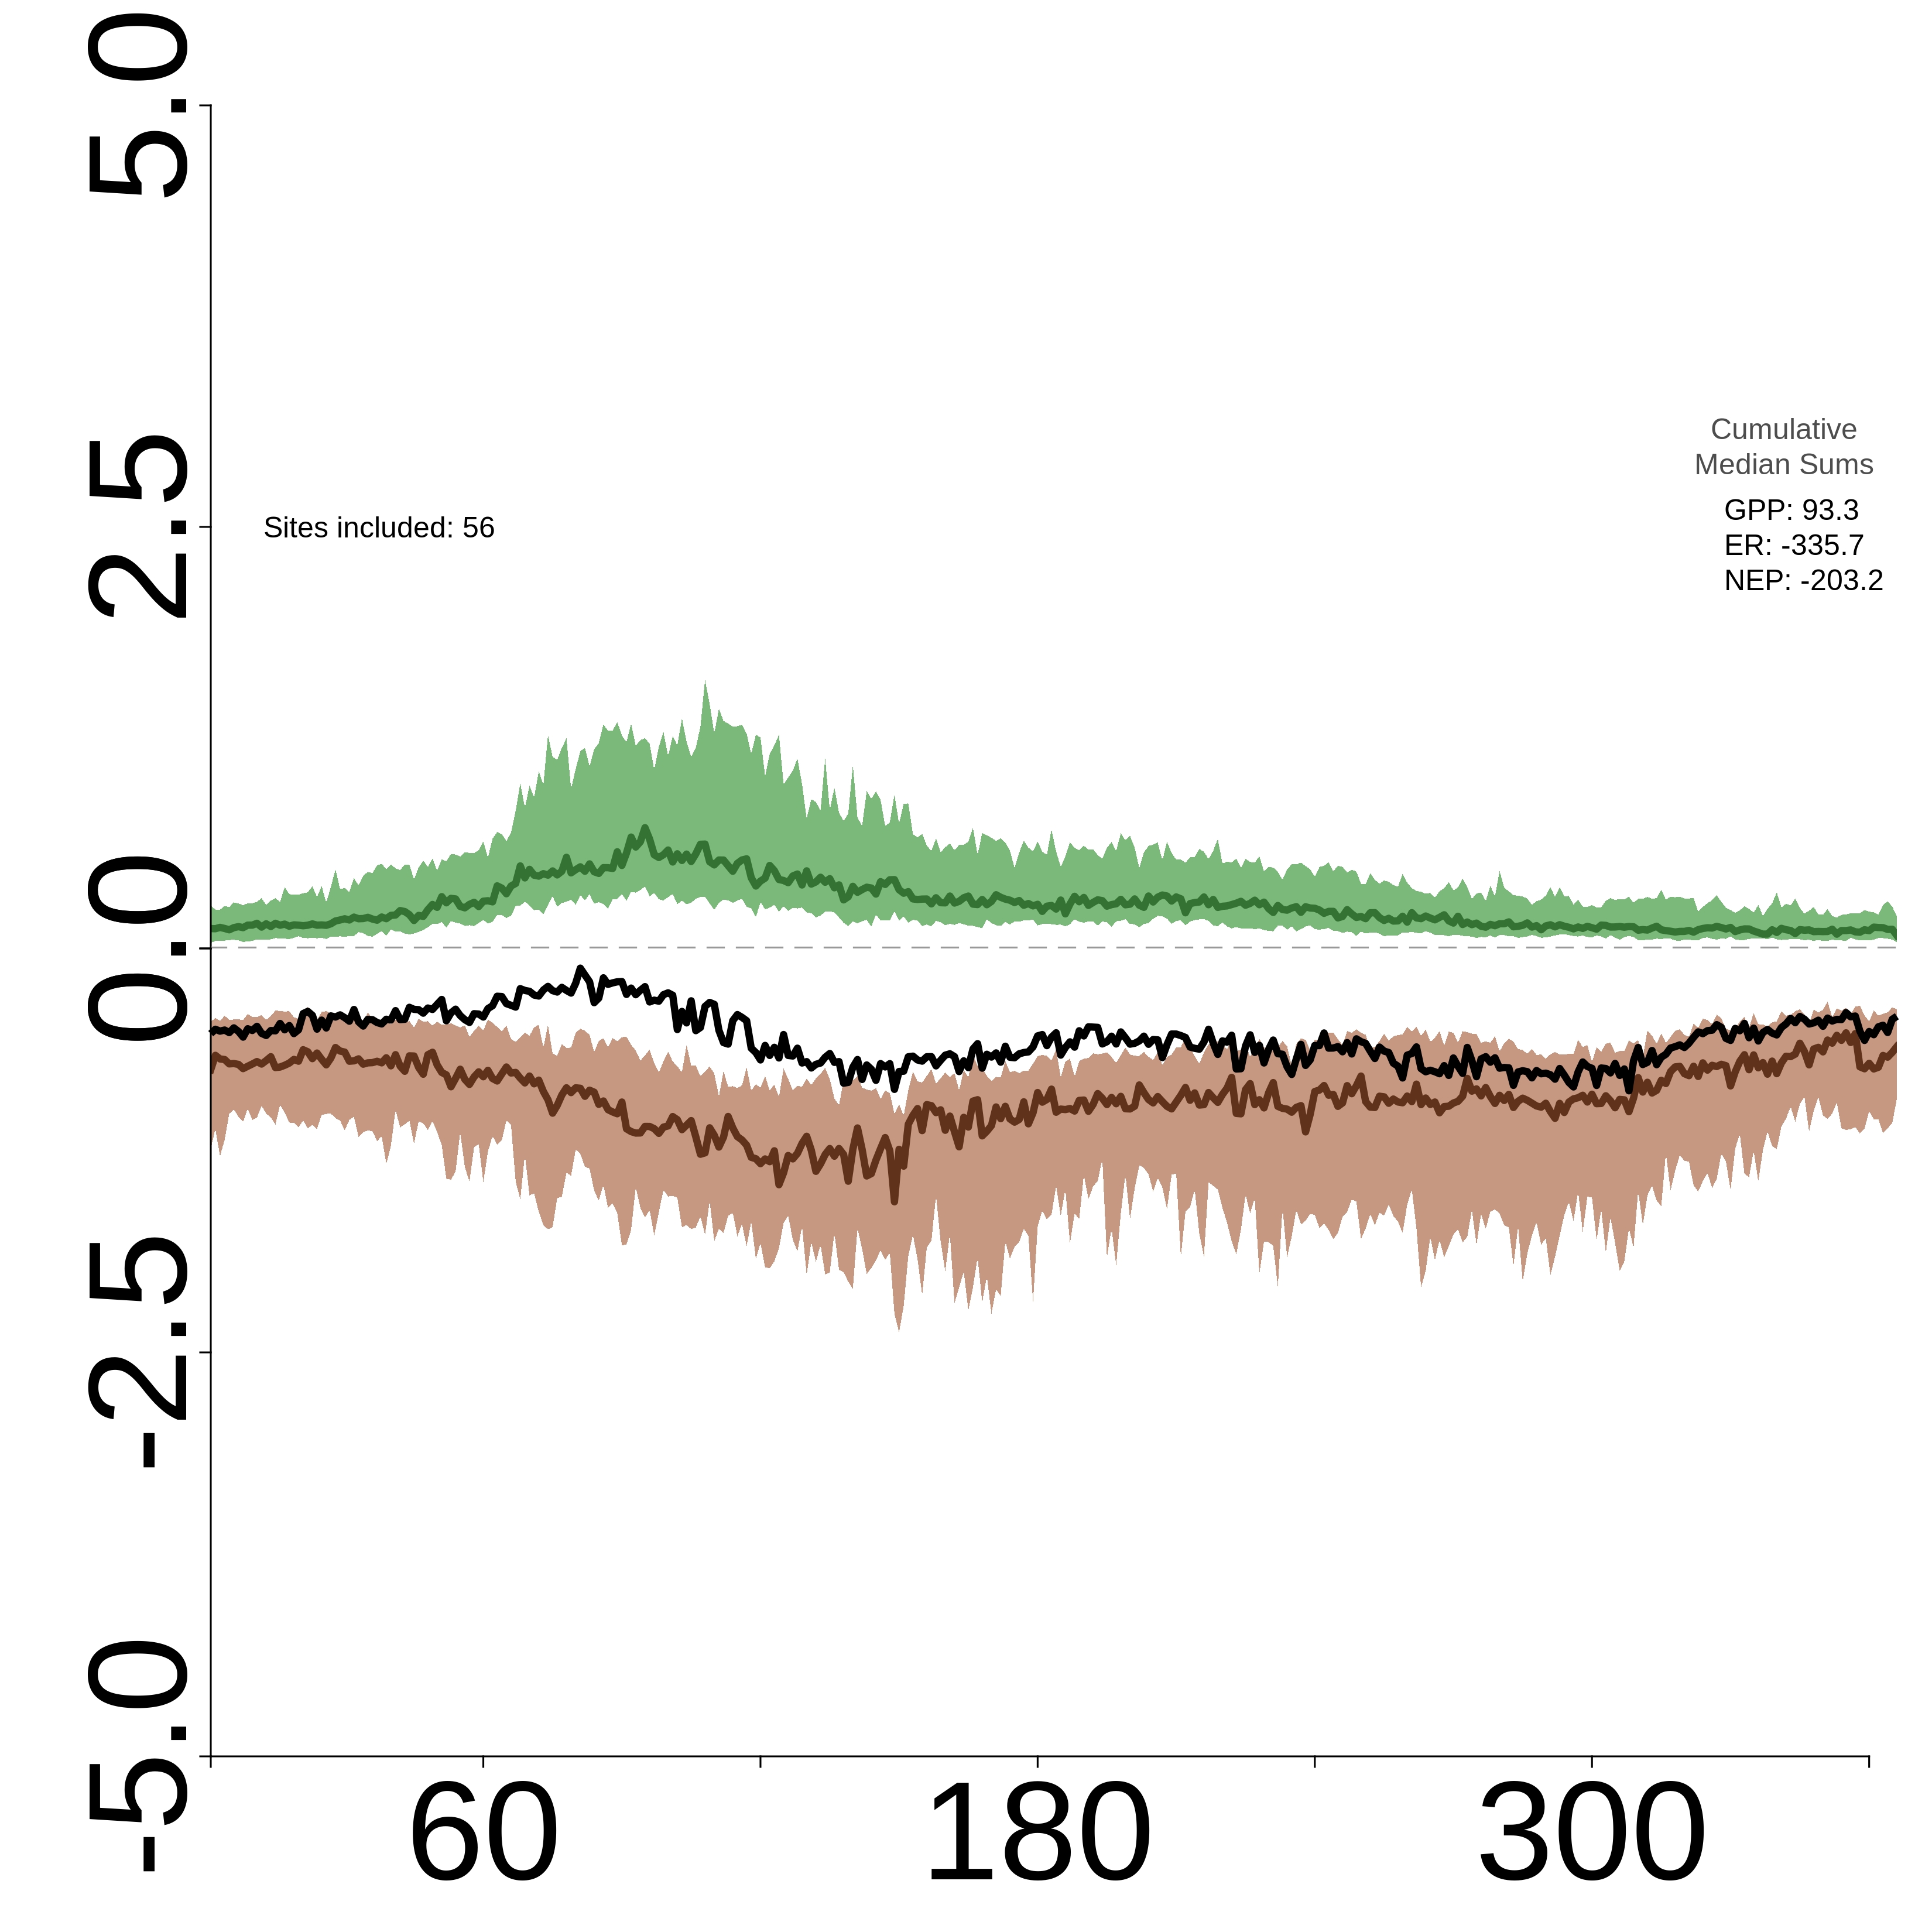 5.0
2.5
0.0
-2.5
-5.0
Sites included: 56
Cumulative
Median Sums
GPP: 93.3
ER: -335.7
NEP: -203.2
60
180
300